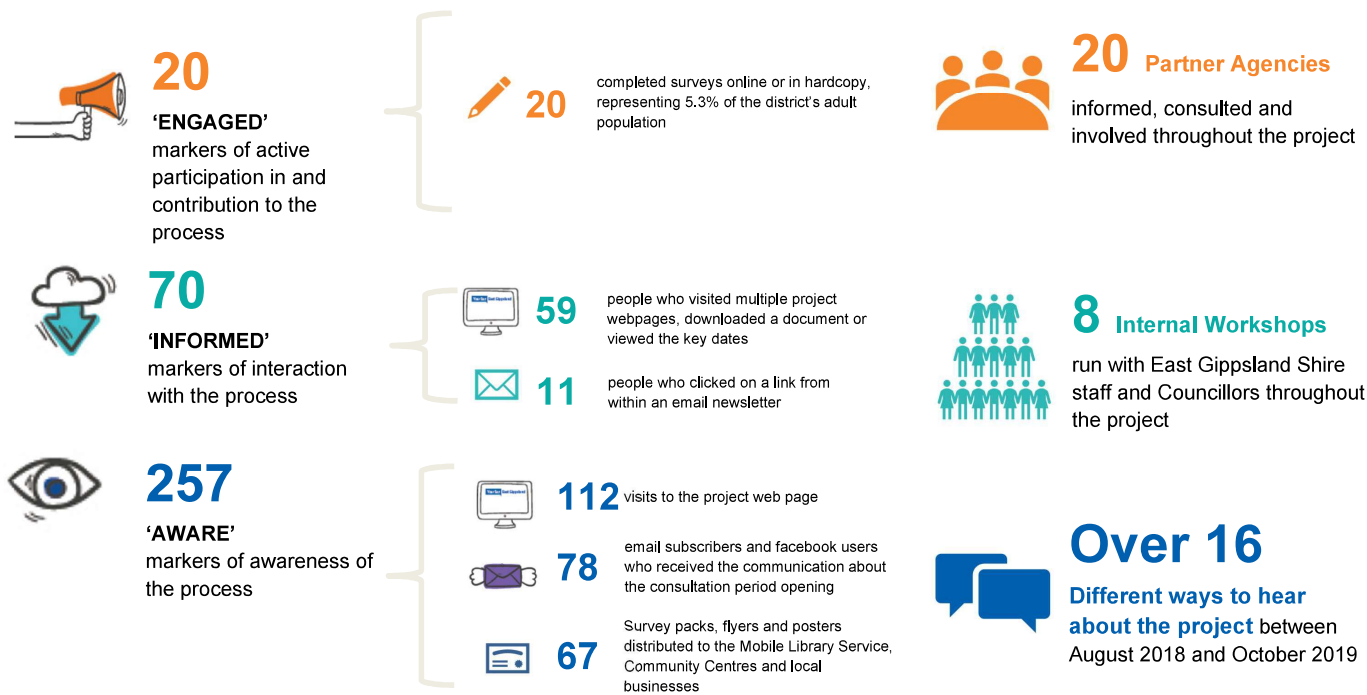 20
‘ENGAGED’
markers of active
participation in and
contribution to the
process
20
completed surveys online or in hardcopy,
representing 5.3% of the district’s adult
population
20 Partner Agencies
informed, consulted and
involved throughout the project
70
‘INFORMED’
markers of interaction
with the process
59
people who visited multiple project
webpages, downloaded a document or
viewed the key dates
11
people who clicked on a link from
within an email newsletter
8 Internal Workshops
run with East Gippsland Shire
staff and Councillors throughout
the project
257
‘AWARE’
markers of awareness of
the process
112 visits to the project web page
78
email subscribers and facebook users
who received the communication about
the consultation period opening
67
Survey packs, flyers and posters
distributed to the Mobile Library Service,
Community Centres and local
businesses
Over 16
Different ways to hear
about the project between
August 2018 and October 2019